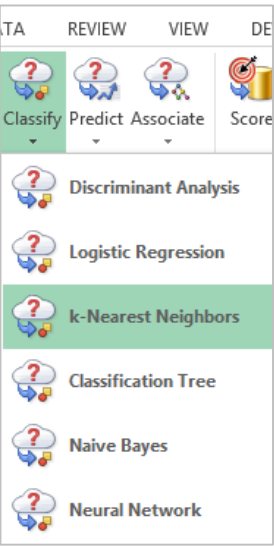 TA REVIEW VIEW DE
Classify Predict Associate Score
Discriminant Analysis
Logistic Regression
k-Nearest Neighbors
Classification Tree
Naive Bayes
Neural Network